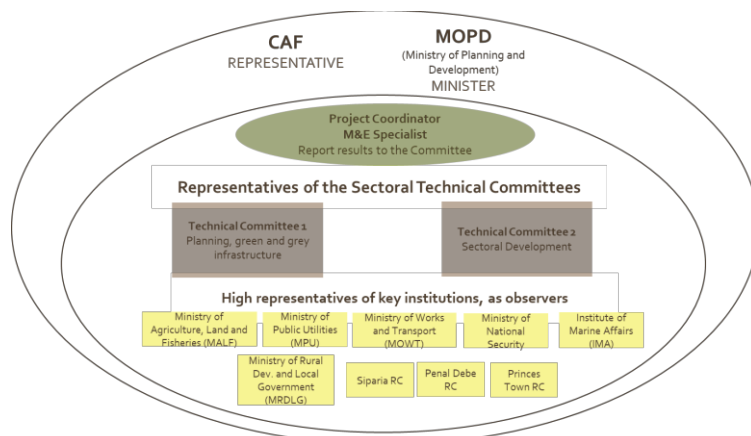 CAF
REPRESENTATIVE
MOPD
(Ministry of Planning and
Development)
MINISTER
Project Coordinator
M&E Specialist
Report results to the Committee
Representatives of the Sectoral Technical Committees
Technical Committee 1
Planning, green and grey
infrastructure
Technical Committee 2
Sectoral Development
High representatives of key institutions, as observers
Ministry of
Agriculture, Land and
Fisheries (MALF)
Ministry of
Public Utilities
(MPU)
Ministry of Works
and Transport
(MOWT)
Ministry of
National
Security
Institute of
Marine Affairs
(IMA)
Ministry of Rural
Dev. and Local
Government
(MRDLG)
Siparia RC
Penal Debe
RC
Princes
Town RC